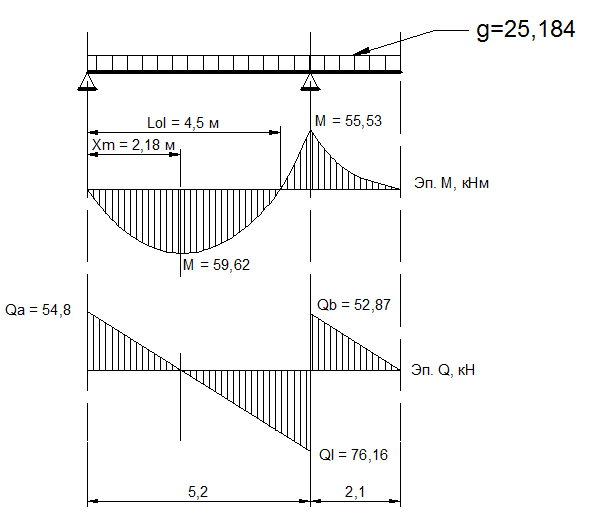 g=25,184
Lol = 4,5 м
M = 55,53
Xm = 2,18 м
Эп. M, кНм
M = 59,62
Qa = 54,8
Qb = 52,87
Эп. Q, кН
Ql = 76,16
5,2
2,1